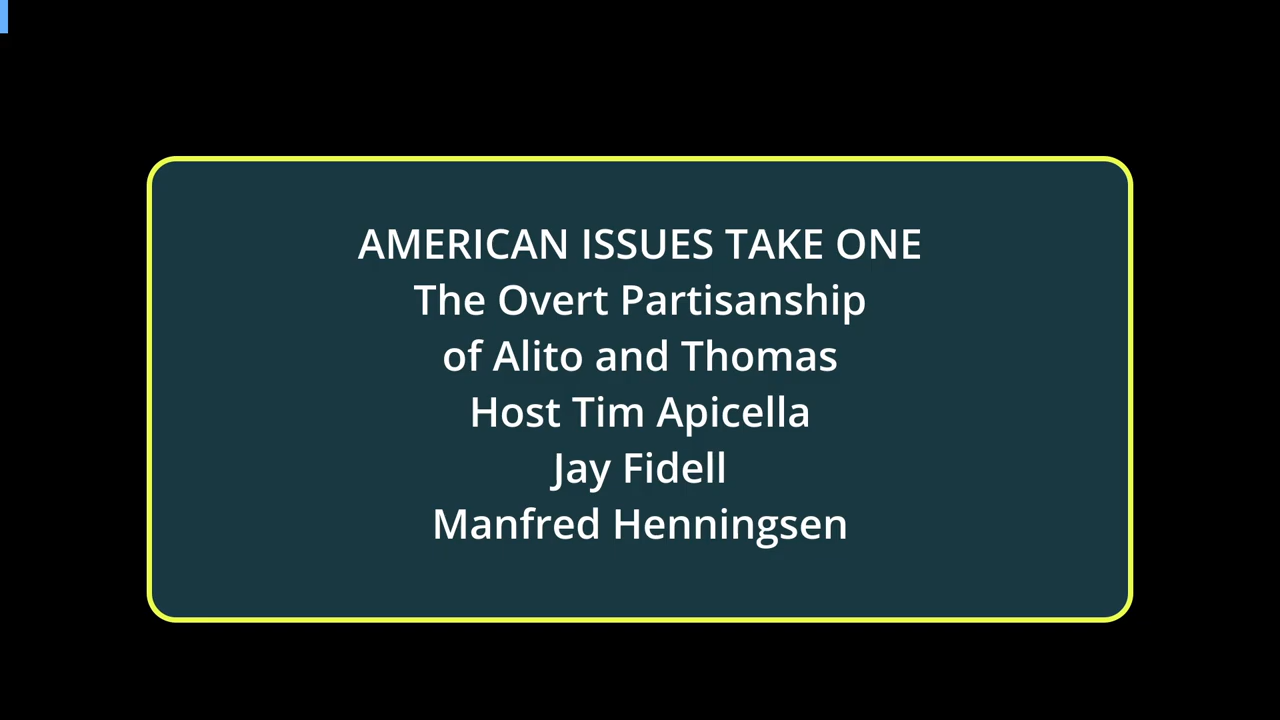 AMERICAN ISSUES TAKE ONE
The Overt Partisanship
of Alito and Thomas
Host Tim Apicella
Jay Fidell
Manfred Henningsen